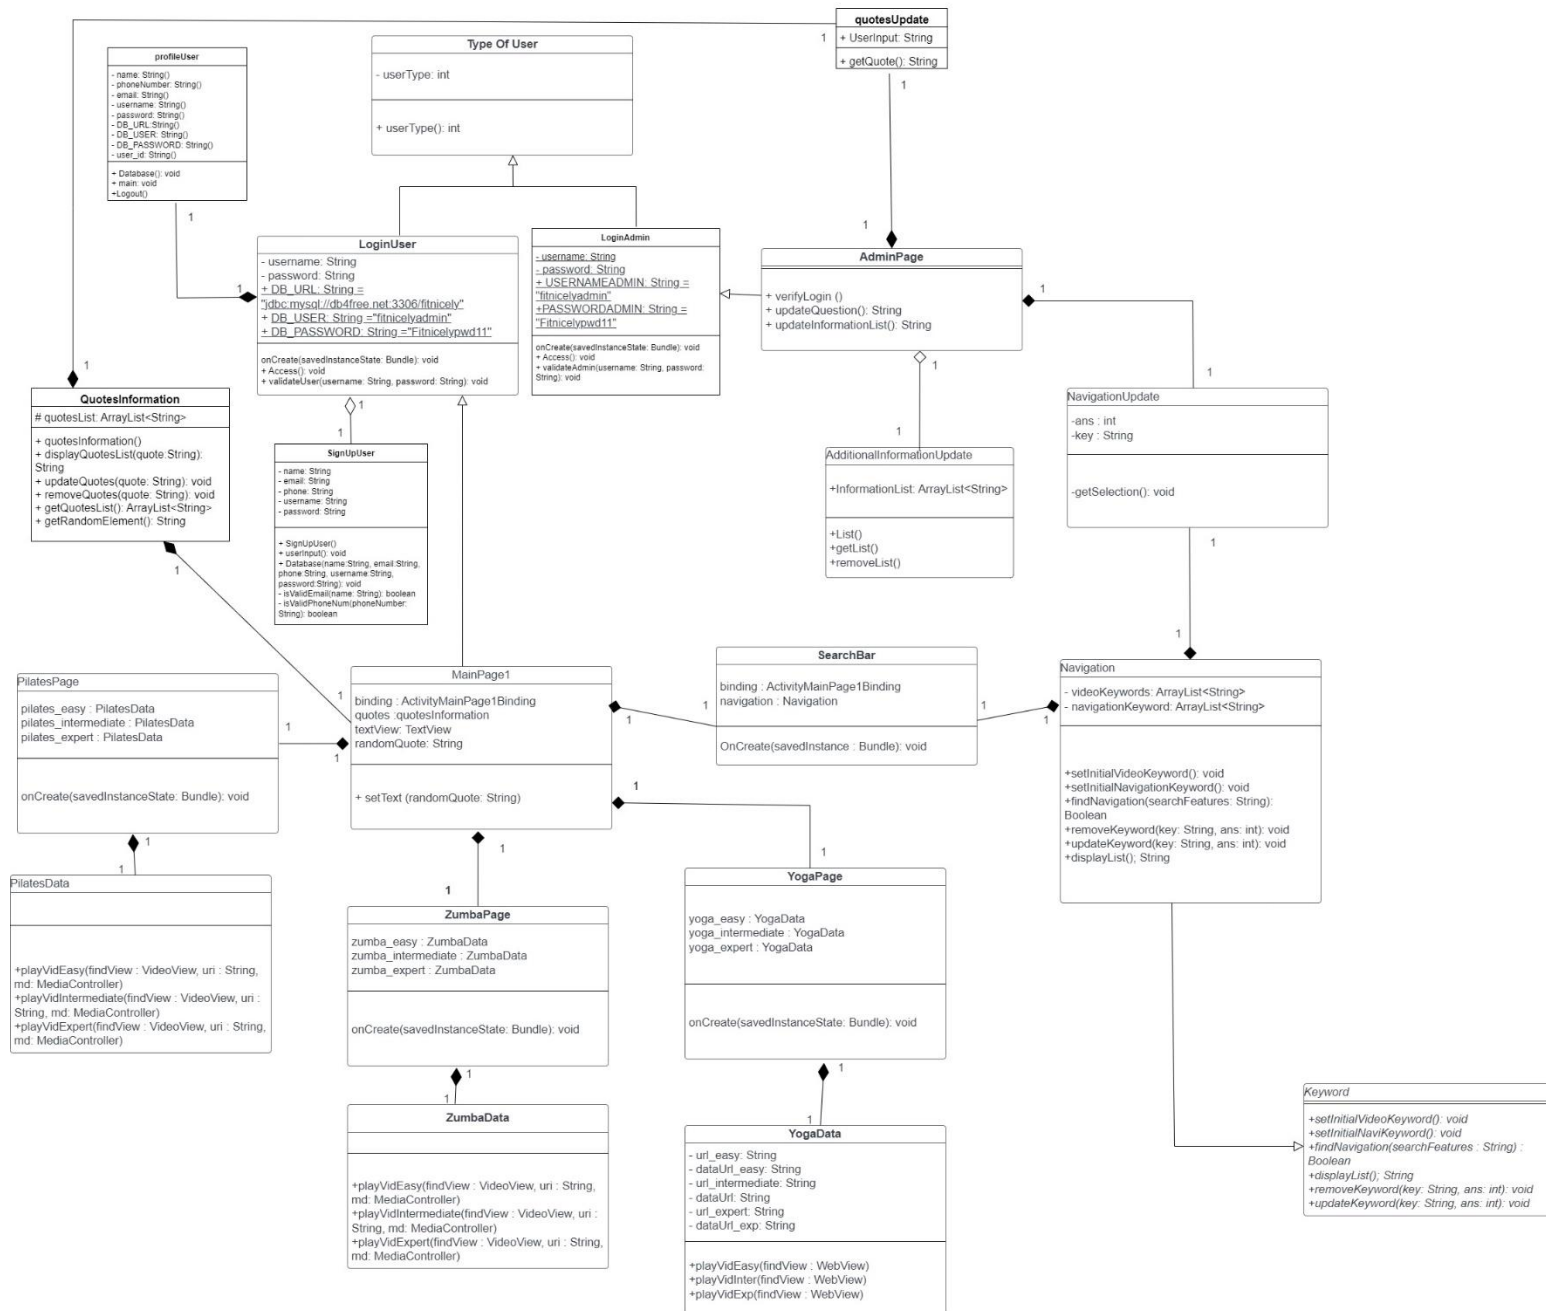 quotesUpdate
+ UserInput: String
+ getQuote(): String
1
1
Type Of User
- userType: int
+ userType(): int
profileUser
- name: String()
- phoneNumber: String()
- email: String()
- username: String()
- password: String()
- DB_URL:String()
- DB_USER: String()
- DB_PASSWORD: String()
- user_id: String()
+ Database(): void
+ main: void
+Logout()
1
1
LoginUser
- username: String
- password: String
+ DB_URL: String =
"jdbc:mysql://db4free.net:3306/fitnicely"
+ DB_USER: String ="fitnicelyadmin"
+ DB_PASSWORD: String ="Fitnicelypwd11"
onCreate(savedInstanceState: Bundle): void
+ Access(): void
+ validateUser(username: String, password: String): void
LoginAdmin
- username: String
- password: String
+ USERNAMEADMIN: String =
"fitnicelyadmin"
+PASSWORDADMIN: String =
"Fitnicelypwd11"
onCreate(savedInstanceState: Bundle): void
+ Access(): void
+ validateAdmin(username: String, password:
String): void
1
AdminPage
+ verifyLogin ()
+ updateQuestion(): String
+ updateInformationList(): String
1
1
1
1
1
QuotesInformation
# quotesList: ArrayList<String>
+ quotesInformation()
+ displayQuotesList(quote:String):
String
+ updateQuotes(quote: String): void
+ removeQuotes(quote: String): void
+ getQuotesList(): ArrayList<String>
+ getRandomElement(): String
1
1
1
SignUpUser
- name: String
- email: String
- phone: String
- username: String
- password: String
+ SignUpUser()
+ userInput(): void
+ Database(name:String, email:String,
phone:String, username:String,
password:String): void
- isValidEmail(name: String): boolean
- isValidPhoneNum(phoneNumber:
String): boolean
AdditionalInformationUpdate
+InformationList: ArrayList<String>
+List()
+getList()
+removeList()
NavigationUpdate
-ans : int
-key : String
-getSelection(): void
1
1
MainPage1
binding : ActivityMainPage1Binding
quotes :quotesInformation
textView: TextView
randomQuote: String
+ setText (randomQuote: String)
1
1
1
1
1
1
SearchBar
binding : ActivityMainPage1Binding
navigation : Navigation
OnCreate(savedInstance : Bundle): void
1
1
1
Navigation
- videoKeywords: ArrayList<String>
- navigationKeyword: ArrayList<String>
+setInitialVideoKeyword(): void
+setInitialNavigationKeyword(): void
+findNavigation(searchFeatures: String):
Boolean
+removeKeyword(key: String, ans: int): void
+updateKeyword(key: String, ans: int): void
+displayList(); String
PilatesPage
pilates_easy : PilatesData
pilates_intermediate : PilatesData
pilates_expert : PilatesData
onCreate(savedInstanceState: Bundle): void
1
1
PilatesData
+playVidEasy(findView : VideoView, uri : String,
md: MediaController)
+playVidIntermediate(findView : VideoView, uri :
String, md: MediaController)
+playVidExpert(findView : VideoView, uri : String,
md: MediaController)
1
ZumbaPage
zumba_easy : ZumbaData
zumba_intermediate : ZumbaData
zumba_expert : ZumbaData
onCreate(savedInstanceState: Bundle): void
1
1
ZumbaData
+playVidEasy(findView : VideoView, uri : String,
md: MediaController)
+playVidIntermediate(findView : VideoView, uri :
String, md: MediaController)
+playVidExpert(findView : VideoView, uri : String,
md: MediaController)
1
YogaPage
yoga_easy : YogaData
yoga_intermediate : YogaData
yoga_expert : YogaData
onCreate(savedInstanceState: Bundle): void
1
1
YogaData
- url_easy: String
- dataUrl_easy: String
- url_intermediate: String
- dataUrl: String
- url_expert: String
- dataUrl_exp: String
+playVidEasy(findView : WebView)
+playVidInter(findView : WebView)
+playVidExp(findView : WebView)
Keyword
+setInitialVideoKeyword(): void
+setInitialNaviKeyword(): void
+findNavigation(searchFeatures : String) :
Boolean
+displayList(); String
+removeKeyword(key: String, ans: int): void
+updateKeyword(key: String, ans: int): void